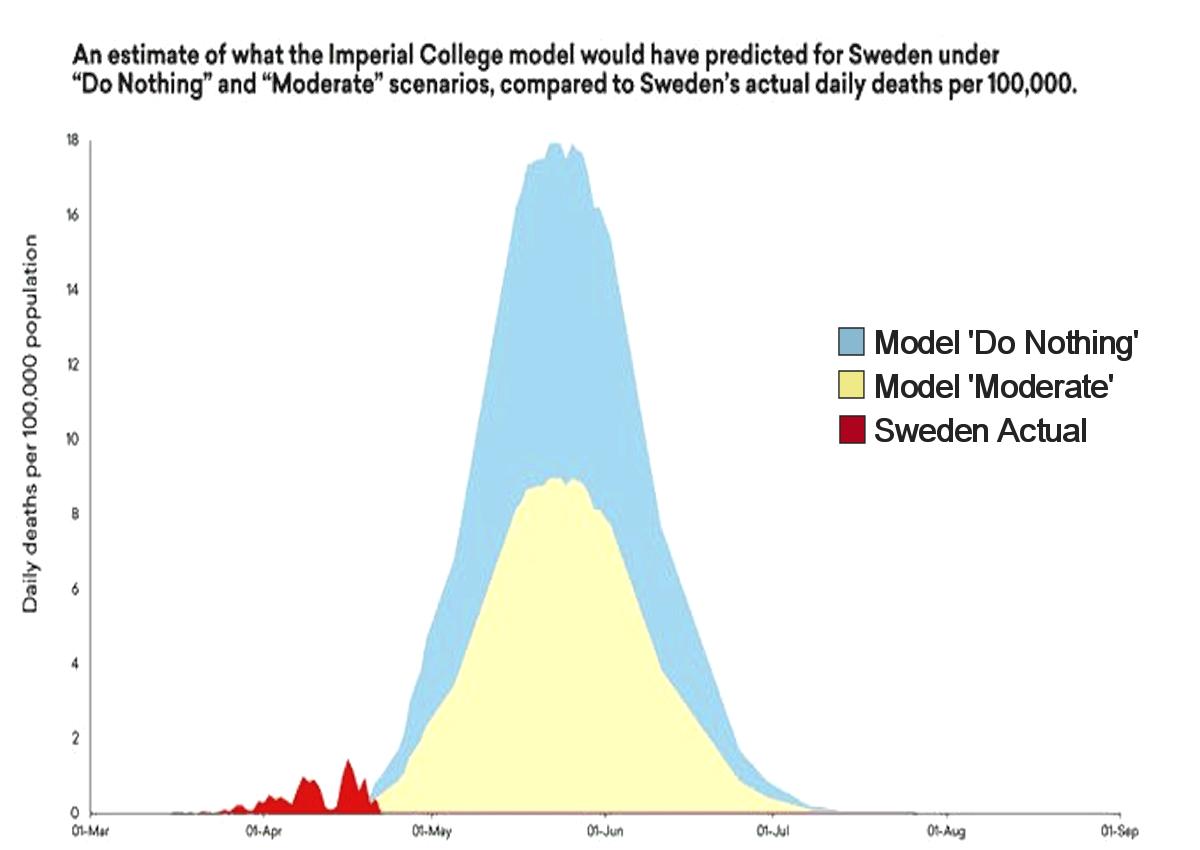 An estimate of what the Imperial College model would have predicted for Sweden under
“Do Nothing” and “Moderate” scenarios, compared to Sweden’s actual daily deaths per 100,000.
18
16
14
12
10
8
6
4
2
0
Daily deaths per 100,000 population
01-Mar
01-Apr
01-May
01-Jun
01-Jul
01-Aug
01-Sep
Model 'Do Nothing'
Model 'Moderate'
Sweden Actual